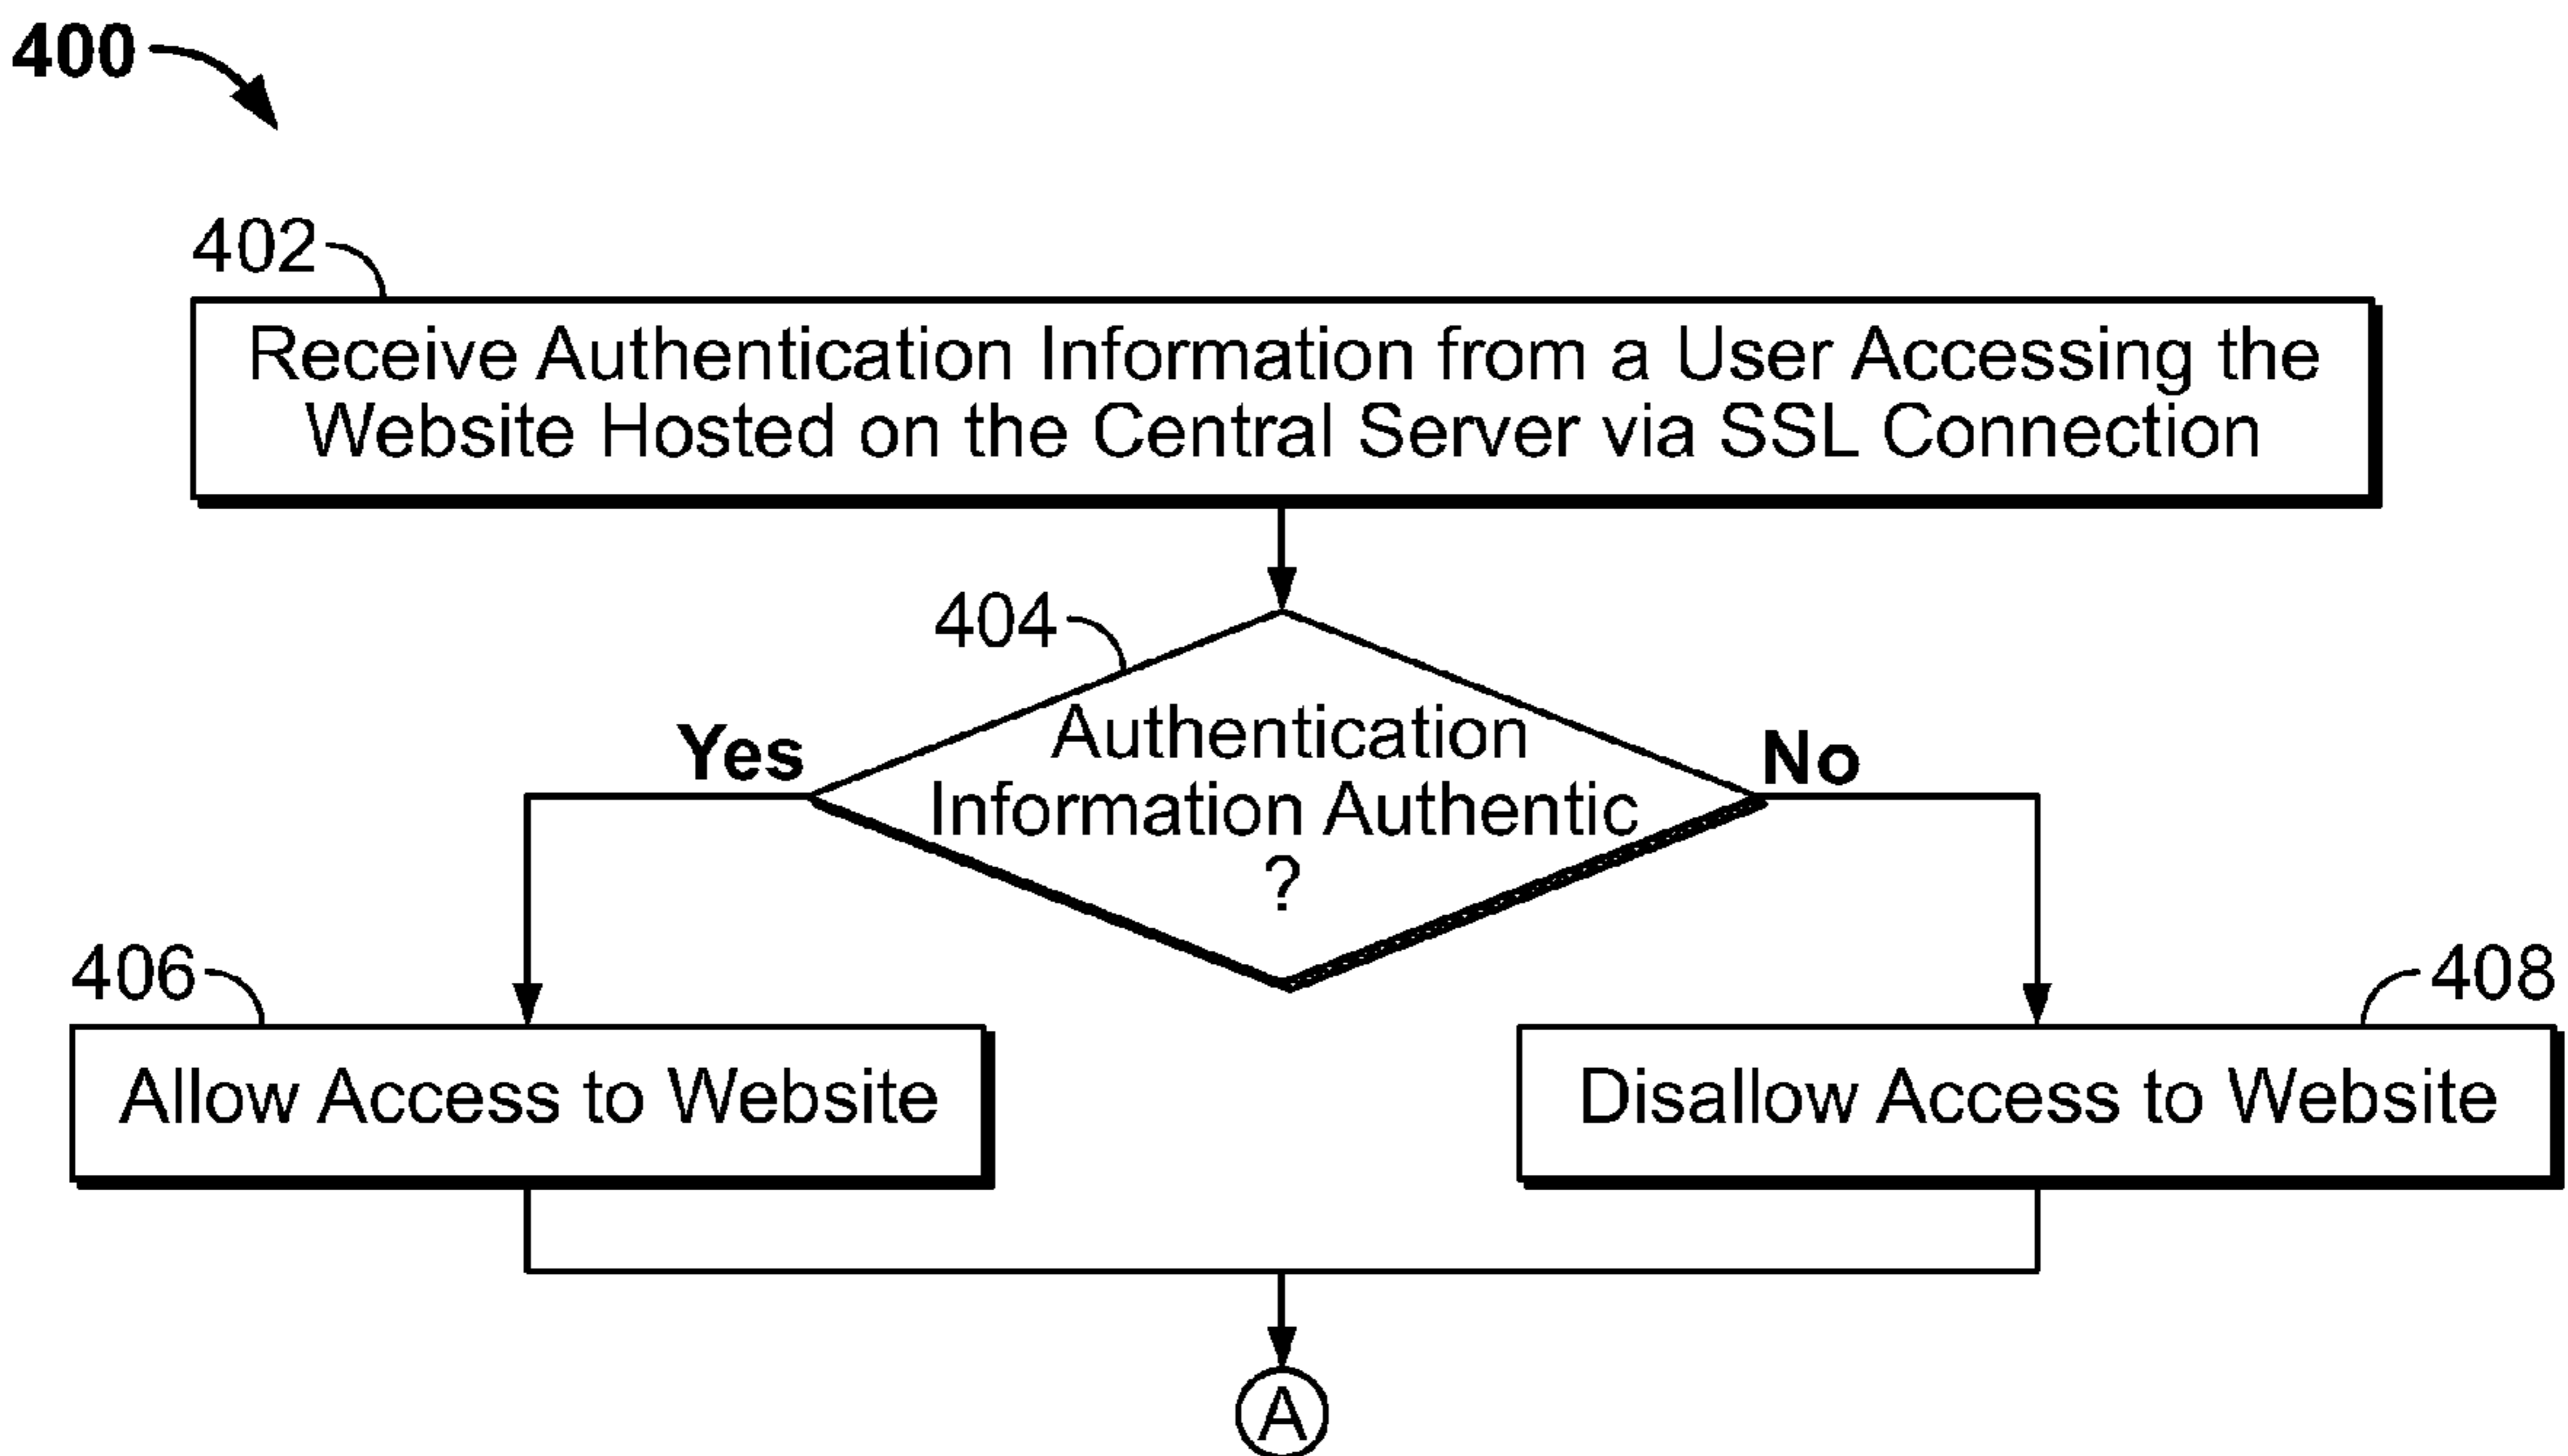 400
402
Receive Authentication Information from a User Accessing the
Website Hosted on the Central Server via SSL Connection
404
Authentication
Information Authentic
?
Yes
No
406
Allow Access to Website
408
Disallow Access to Website
A